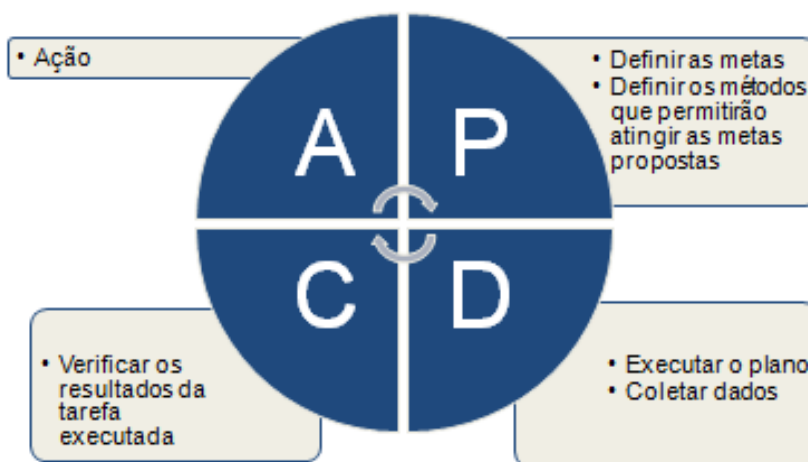 • Ação
A
P
• Definir as metas
• Definir os métodos
que permitirão
atingir as metas
propostas
C
D
• Verificar os
resultados da
tarefa
executada
• Executar o plano
• Coletar dados